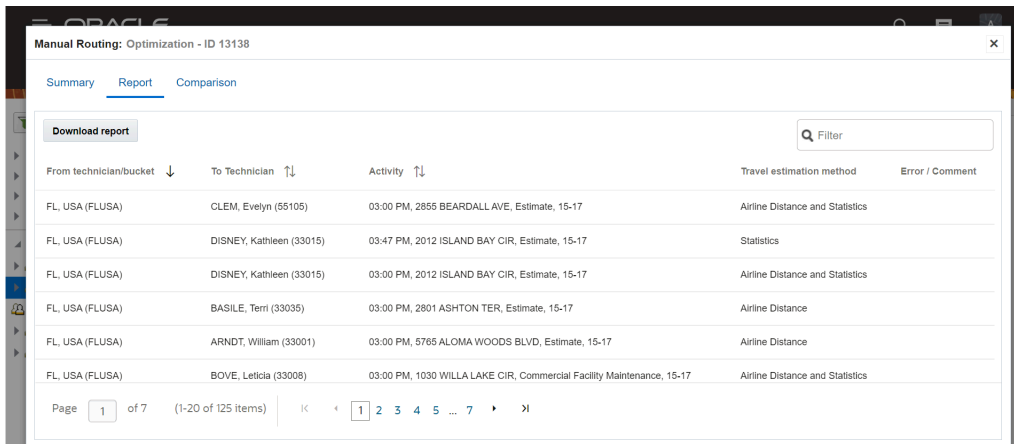 ORACLE
Manual Routing: Optimization - ID 13138
Summary Report Comparison
Download report
Filter
From technician/bucket To Technician Activity Travel estimation method Error / Comment
FL, USA (FLUSA) CLEM, Evelyn (55105) 03:00 PM, 2855 BEARDALL AVE, Estimate, 15-17 Airline Distance and Statistics
FL, USA (FLUSA) DISNEY, Kathleen (33015) 03:47 PM, 2012 ISLAND BAY CIR, Estimate, 15-17 Statistics
FL, USA (FLUSA) DISNEY, Kathleen (33015) 03:00 PM, 2012 ISLAND BAY CIR, Estimate, 15-17 Airline Distance and Statistics
FL, USA (FLUSA) BASILE, Terri (33035) 03:00 PM, 2801 ASHTON TER, Estimate, 15-17 Airline Distance
FL, USA (FLUSA) ARNDT, William (33001) 03:00 PM, 5765 ALOMA WOODS BLVD, Estimate, 15-17 Airline Distance
FL, USA (FLUSA) BOVE, Leticia (33008) 03:00 PM, 1030 WILLA LAKE CIR, Commercial Facility Maintenance, 15-17 Airline Distance and Statistics
Page 1 of 7 (1-20 of 125 items) 1 2 3 4 5 ... 7